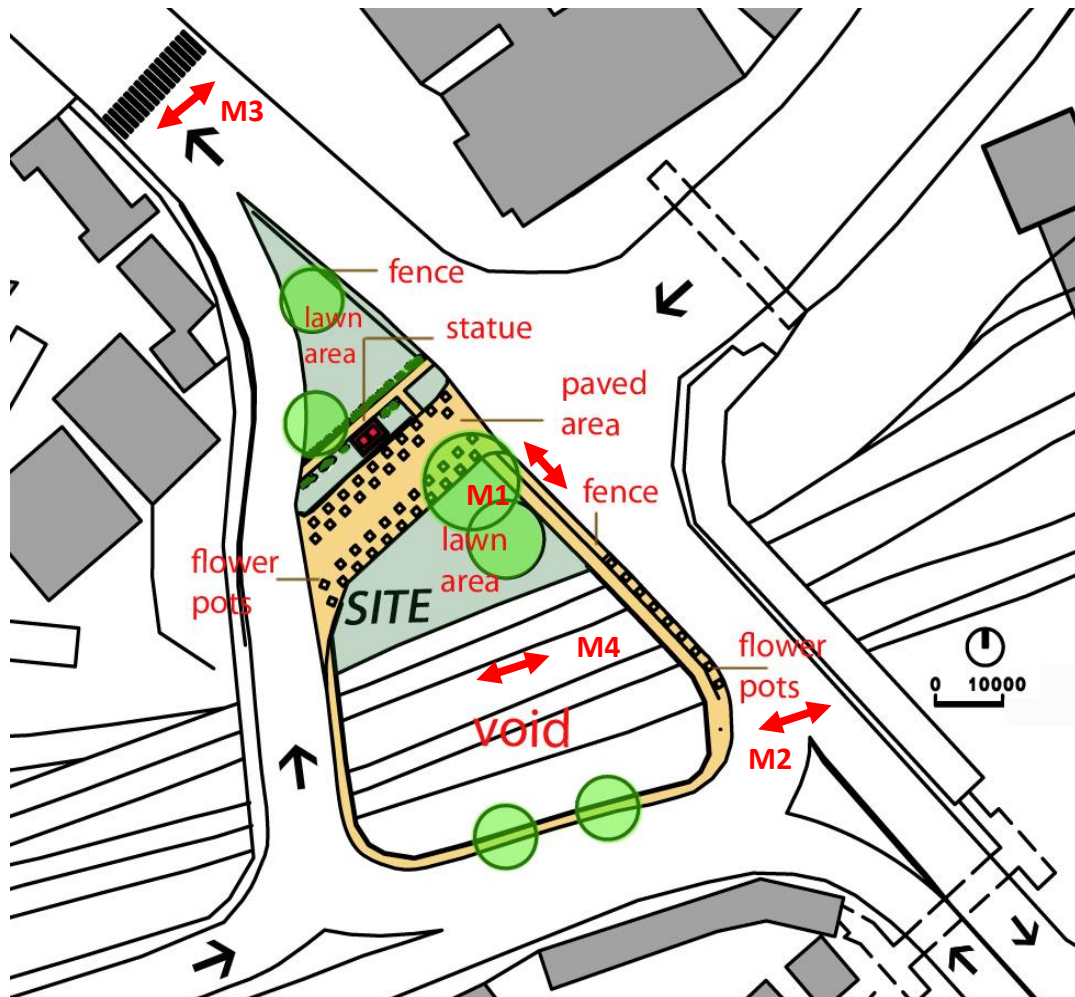 M3
fence
lawn
area
statue
paved
area
M1
fence
lawn
area
flower
pots
SITE
M4
flower
pots
void
M2
0 10000